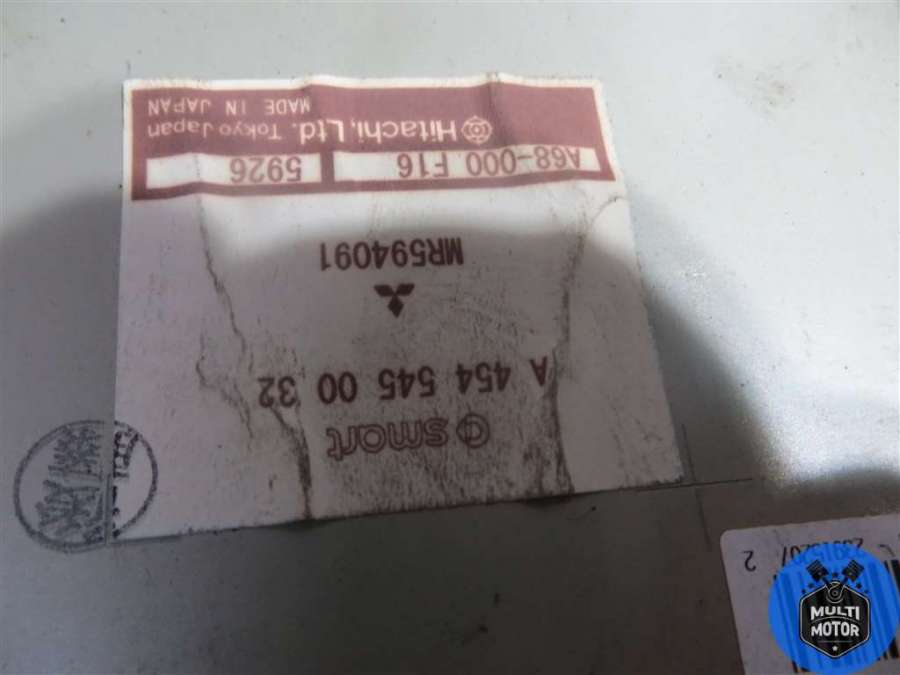 smart
A 454 545 00 32
MR594091
A68-000 F16 5926
Hitachi, Ltd. Tokyo Japan
MADE IN JAPAN
2
MULTI
MOTOR